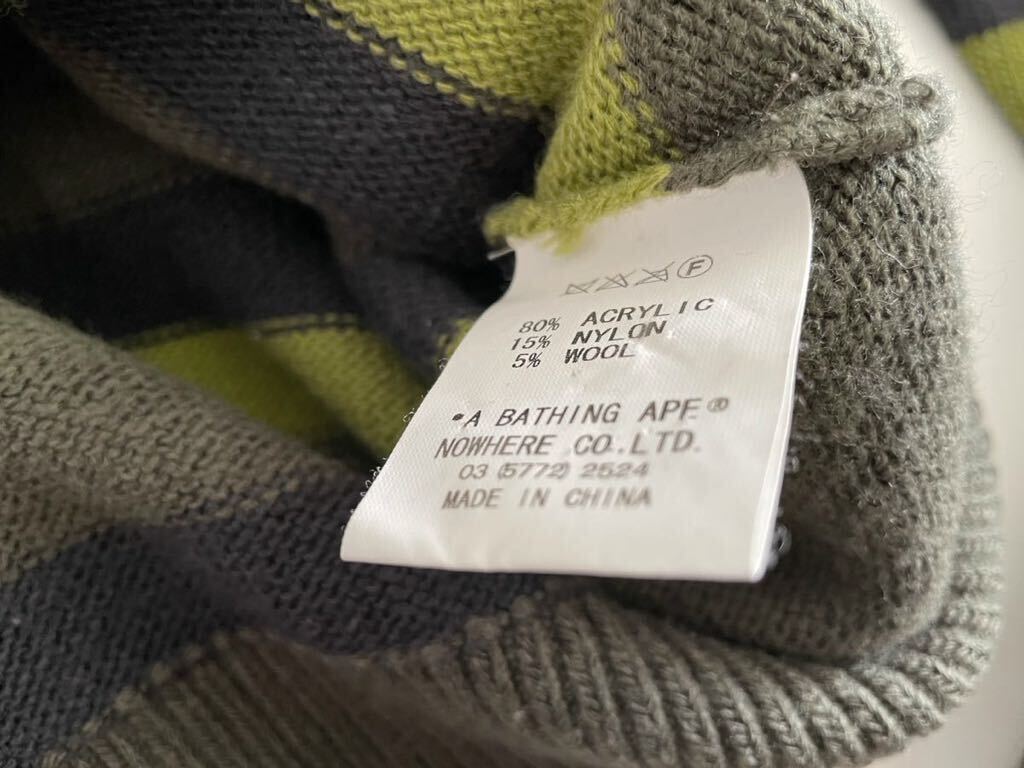 F
80% ACRYLIC
15% NYLON
5% WOOL
•A BATHING APE®
NOWHERE CO.,LTD.
03 (5772) 2524
MADE IN CHINA